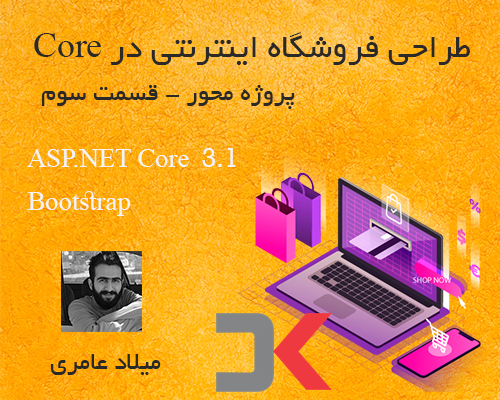 طراحی فروشگاه اینترنتی در Core
پروژه محور - قسمت سوم
ASP.NET Core 3.1
Bootstrap
SHOP NOW
میلاد عامری